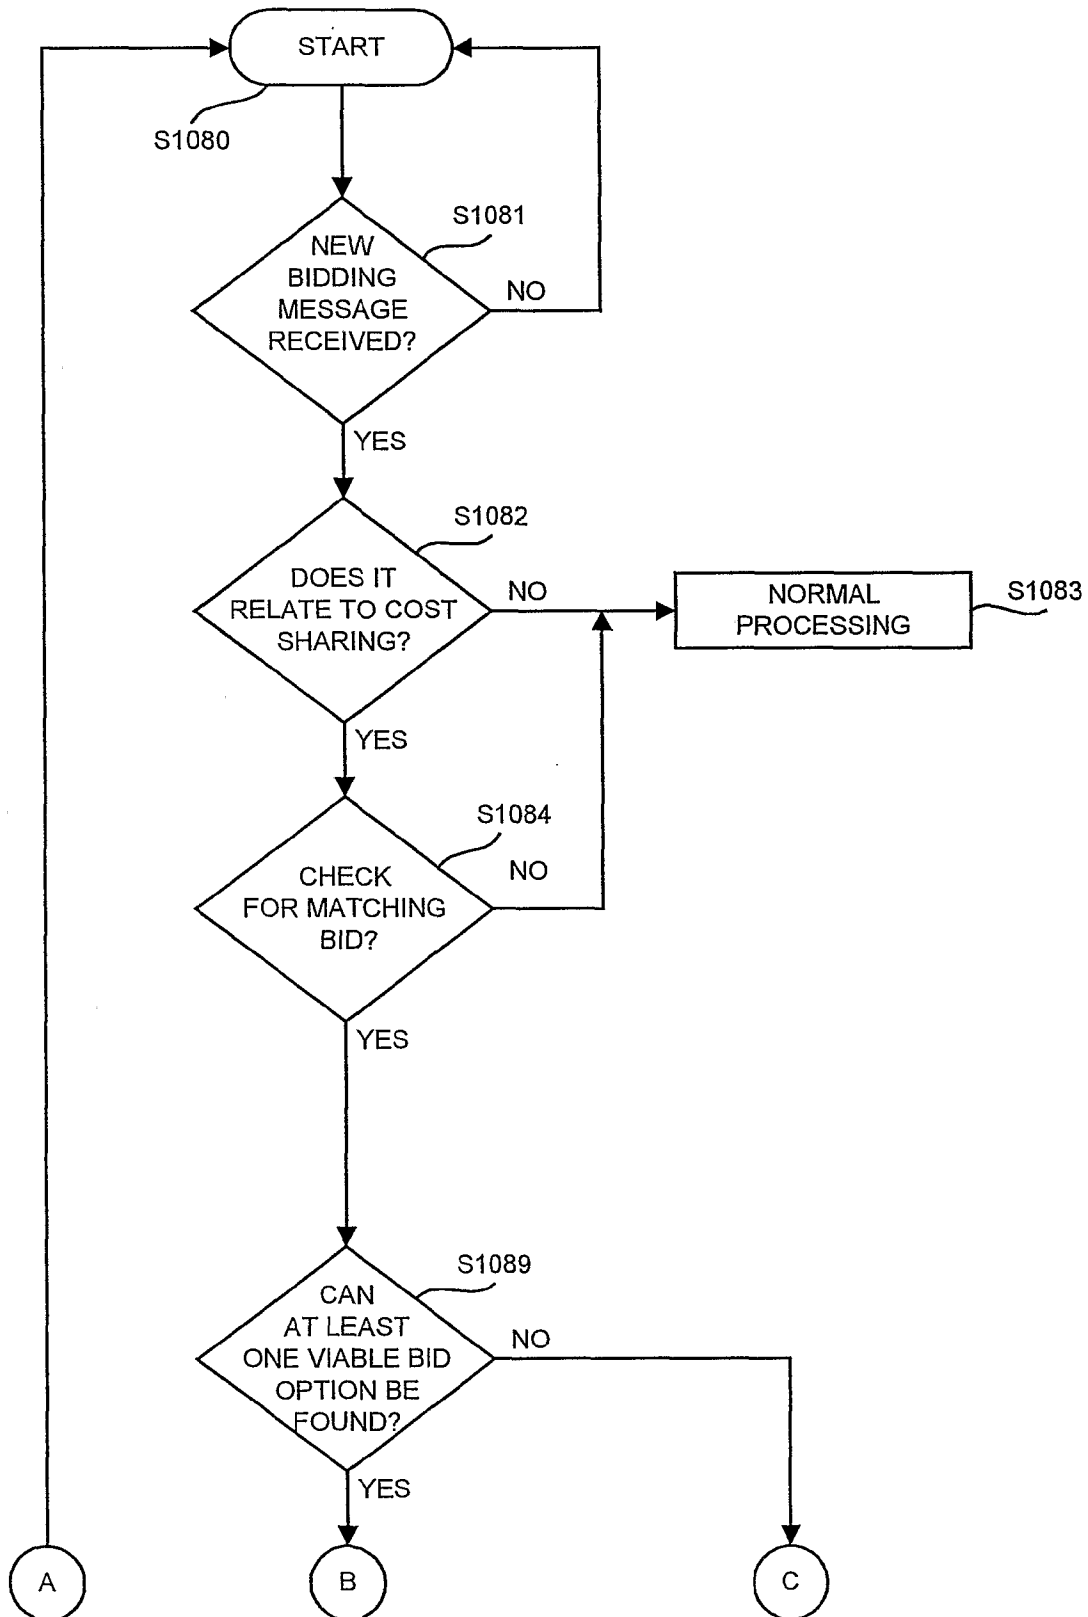 START
S1080
S1081
NEW
BIDDING
MESSAGE
RECEIVED?
NO
YES
S1082
DOES IT
RELATE TO COST
SHARING?
NO
NORMAL
PROCESSING
S1083
YES
S1084
CHECK
FOR MATCHING
BID?
NO
YES
S1089
CAN
AT LEAST
ONE VIABLE BID
OPTION BE
FOUND?
NO
YES
A
B
C